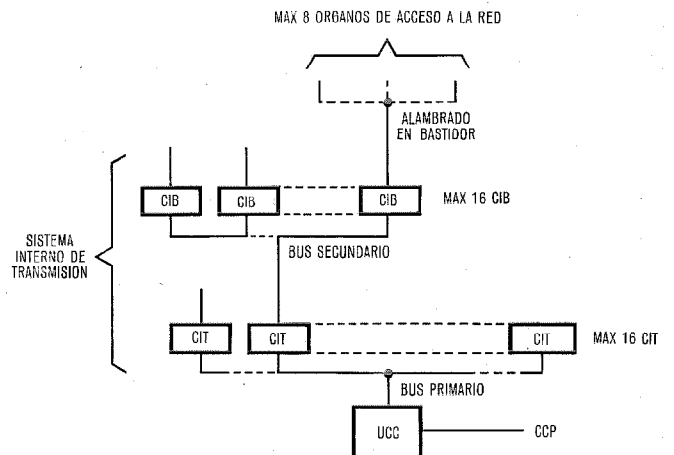 MAX 8 ORGANOS DE ACCESO A LA RED
ALAMBRADO
EN BASTIDOR
CIB
CIB
CIB
MAX 16 CIB
SISTEMA
INTERNO DE
TRANSMISION
BUS SECUNDARIO
CIT
CIT
CIT
MAX 16 CIT
BUS PRIMARIO
UCC
CCP